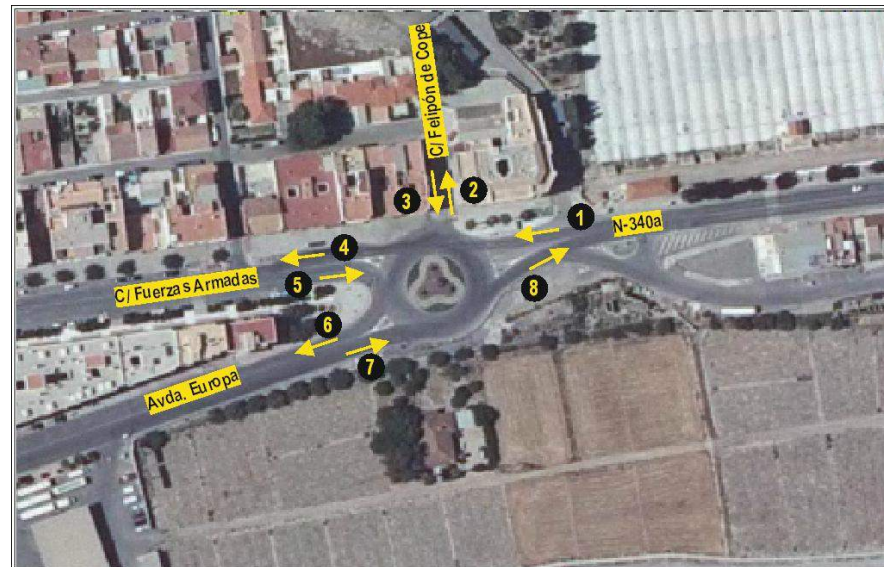 C/ Felipón de Cope
3
2
1
N-340a
4
C/ Fuerzas Armadas
5
8
6
7
Avda. Europa